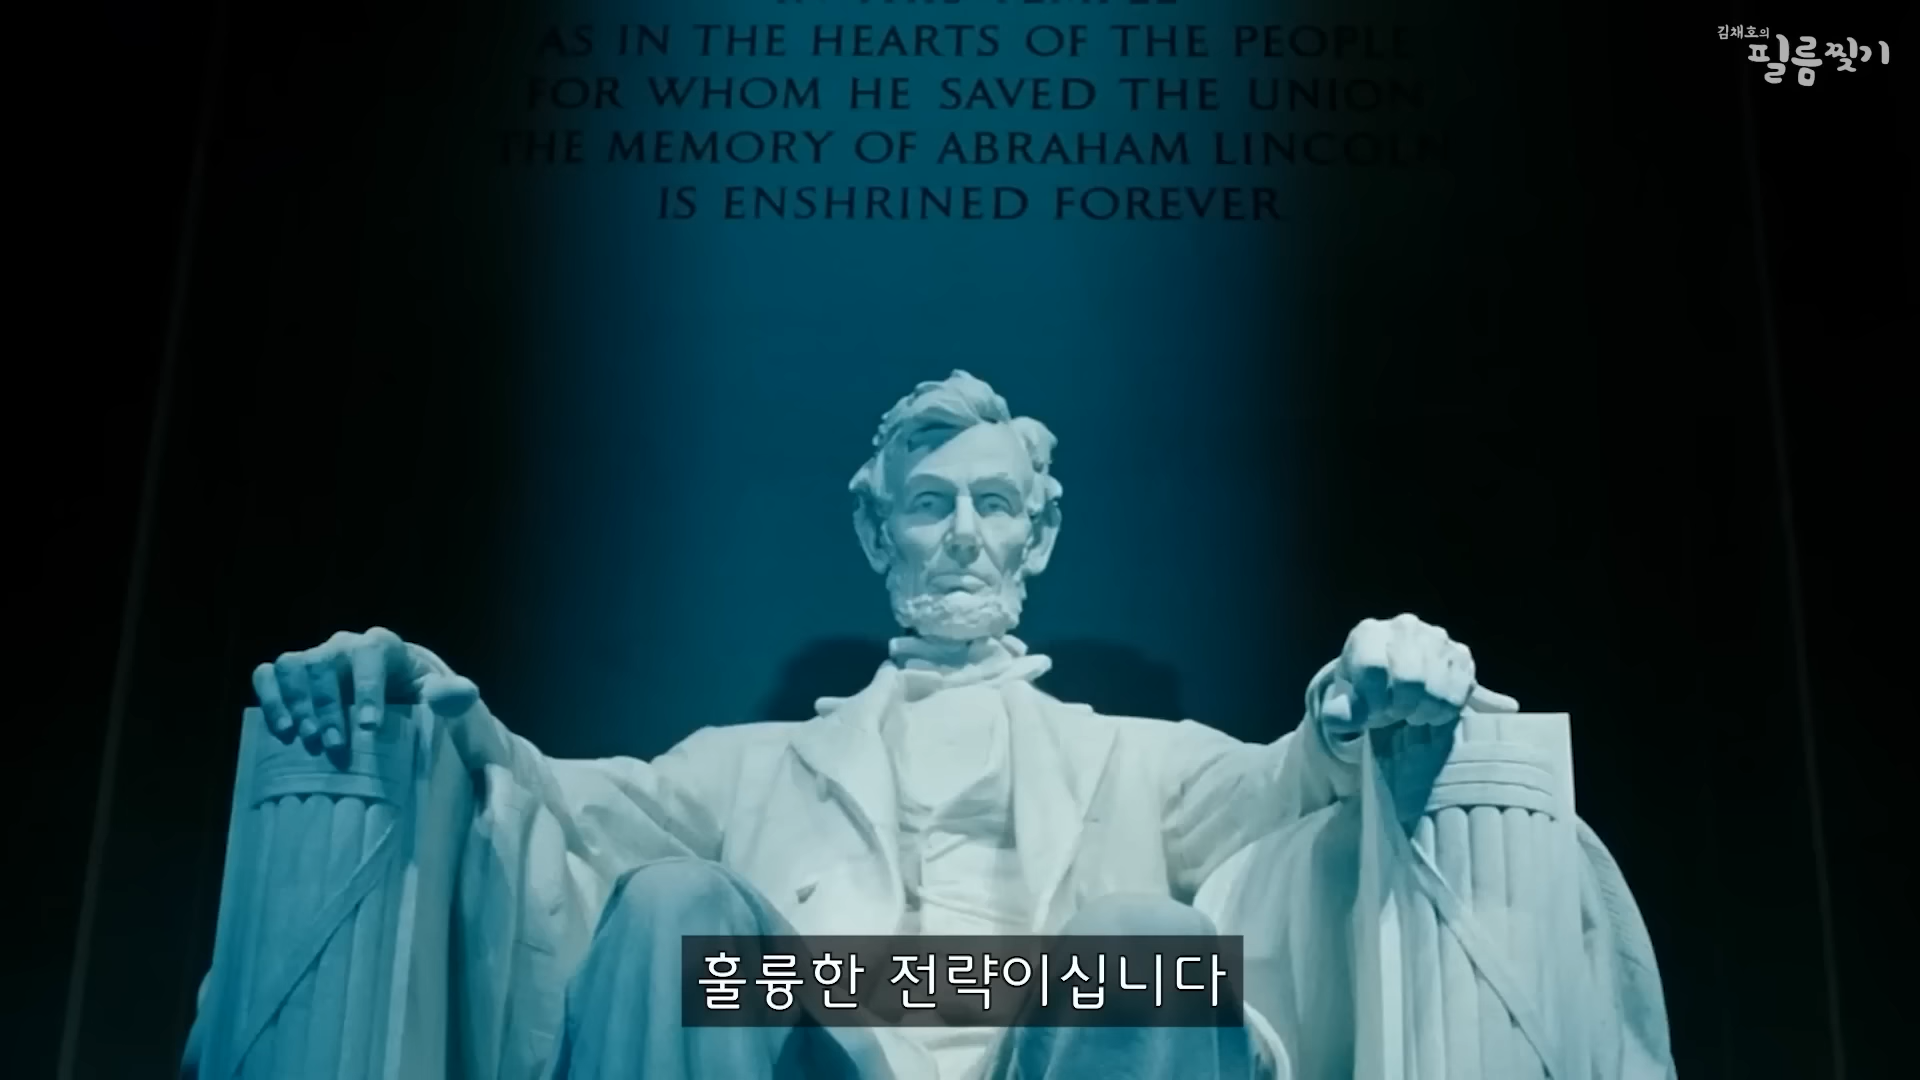 김채호의
필름찢기
AS IN THE HEARTS OF THE PEOPLE
FOR WHOM HE SAVED THE UNION
THE MEMORY OF ABRAHAM LINCOLN
IS ENSHRINED FOREVER
훌륭한 전략이십니다